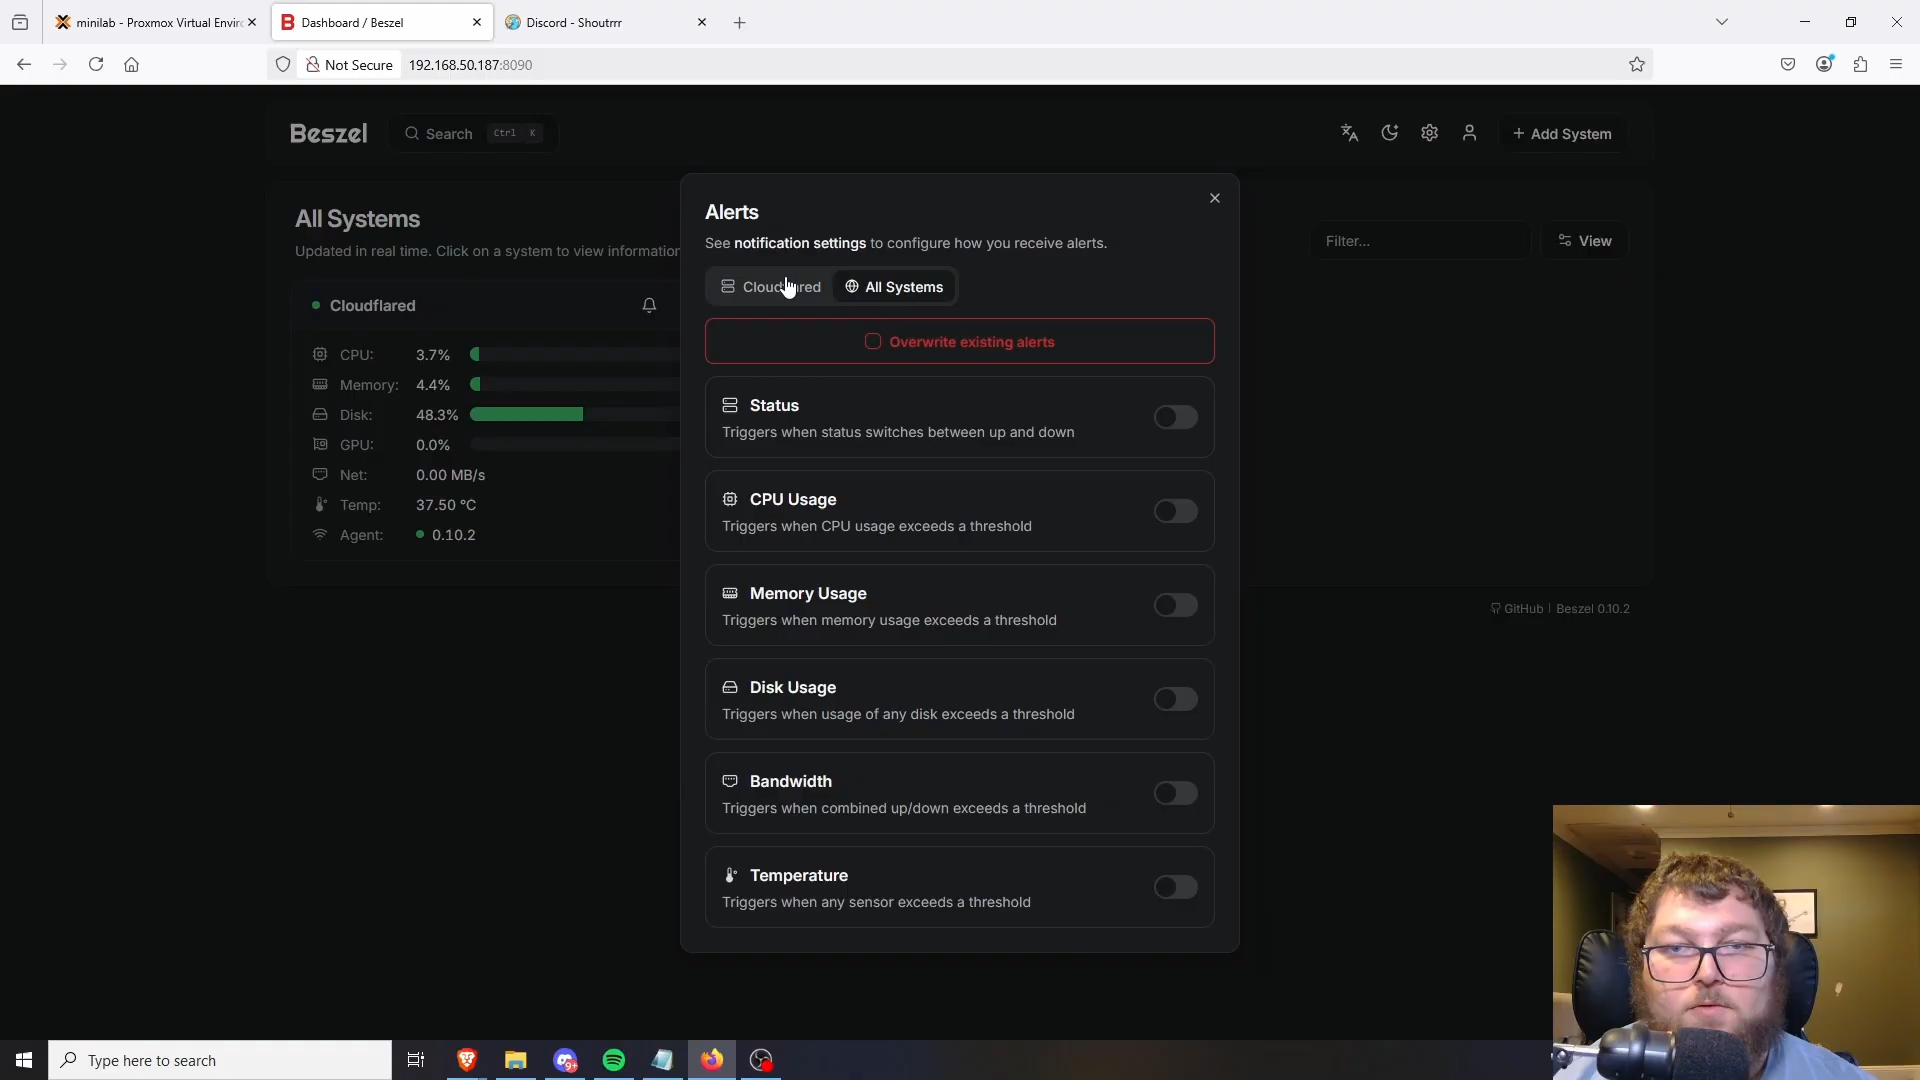 minilab - Proxmox Virtual Envir
Dashboard / Beszel
Discord - Shoutrrr
Not Secure
192.168.50.187:8090
Beszel
Search
Ctrl K
+ Add System
All Systems
Updated in real time. Click on a system to view information
Filter...
View
Cloudflared
CPU: 3.7%
Memory: 4.4%
Disk: 48.3%
GPU: 0.0%
Net: 0.00 MB/s
Temp: 37.50 °C
Agent: 0.10.2
Alerts
See notification settings to configure how you receive alerts.
All Systems
Overwrite existing alerts
Status
Triggers when status switches between up and down
CPU Usage
Triggers when CPU usage exceeds a threshold
Memory Usage
Triggers when memory usage exceeds a threshold
Disk Usage
Triggers when usage of any disk exceeds a threshold
Bandwidth
Triggers when combined up/down exceeds a threshold
Temperature
Triggers when any sensor exceeds a threshold
GitHub | Beszel 0.10.2
Type here to search
9+